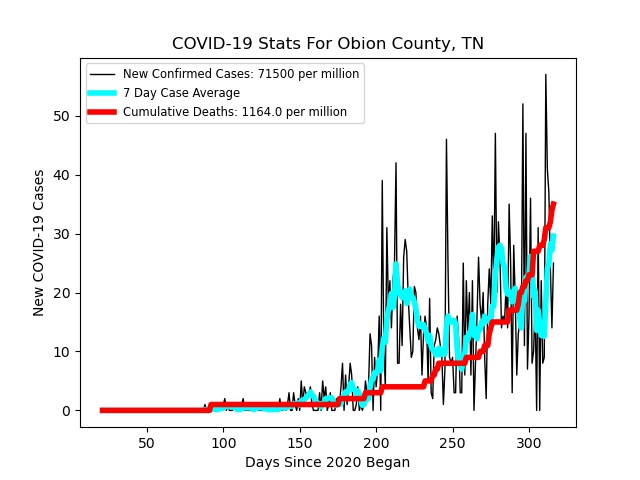 COVID-19 Stats For Obion County, TN
New Confirmed Cases: 71500 per million
7 Day Case Average
Cumulative Deaths: 1164.0 per million
New COVID-19 Cases
50
40
30
20
10
0
50 100 150 200 250 300
Days Since 2020 Began